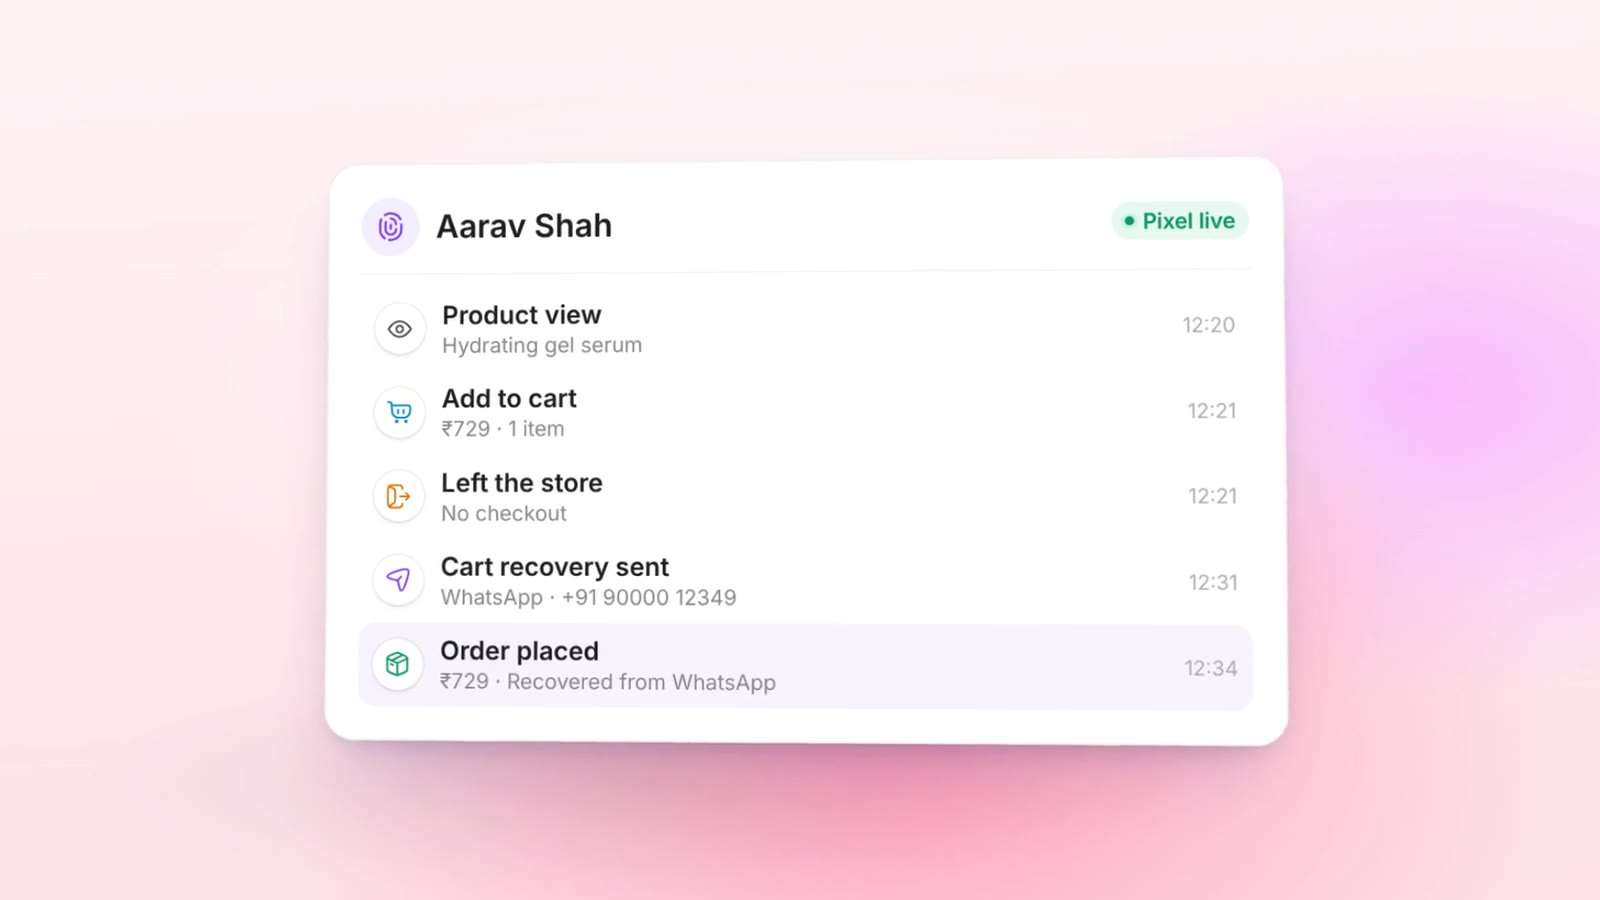 Aarav Shah
Pixel live
Product view
12:20
Hydrating gel serum
Add to cart
12:21
₹729 · 1 item
Left the store
12:21
No checkout
Cart recovery sent
12:31
WhatsApp · +91 90000 12349
Order placed
12:34
₹729 · Recovered from WhatsApp